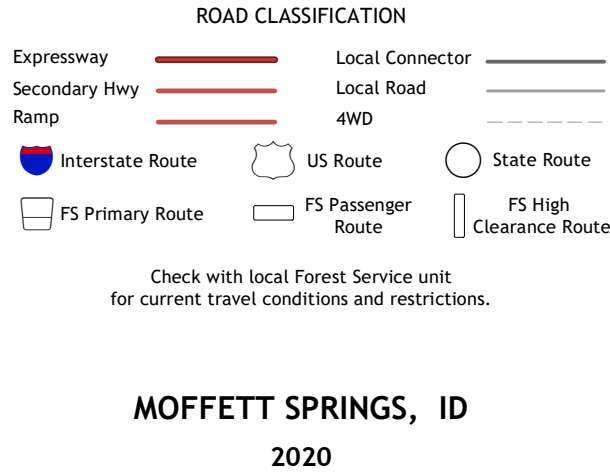 ROAD CLASSIFICATION
Expressway
Local Connector
Secondary Hwy
Local Road
Ramp
4WD
Interstate Route
US Route
State Route
FS Primary Route
FS Passenger
Route
FS High
Clearance Route
Check with local Forest Service unit
for current travel conditions and restrictions.
MOFFETT SPRINGS, ID
2020